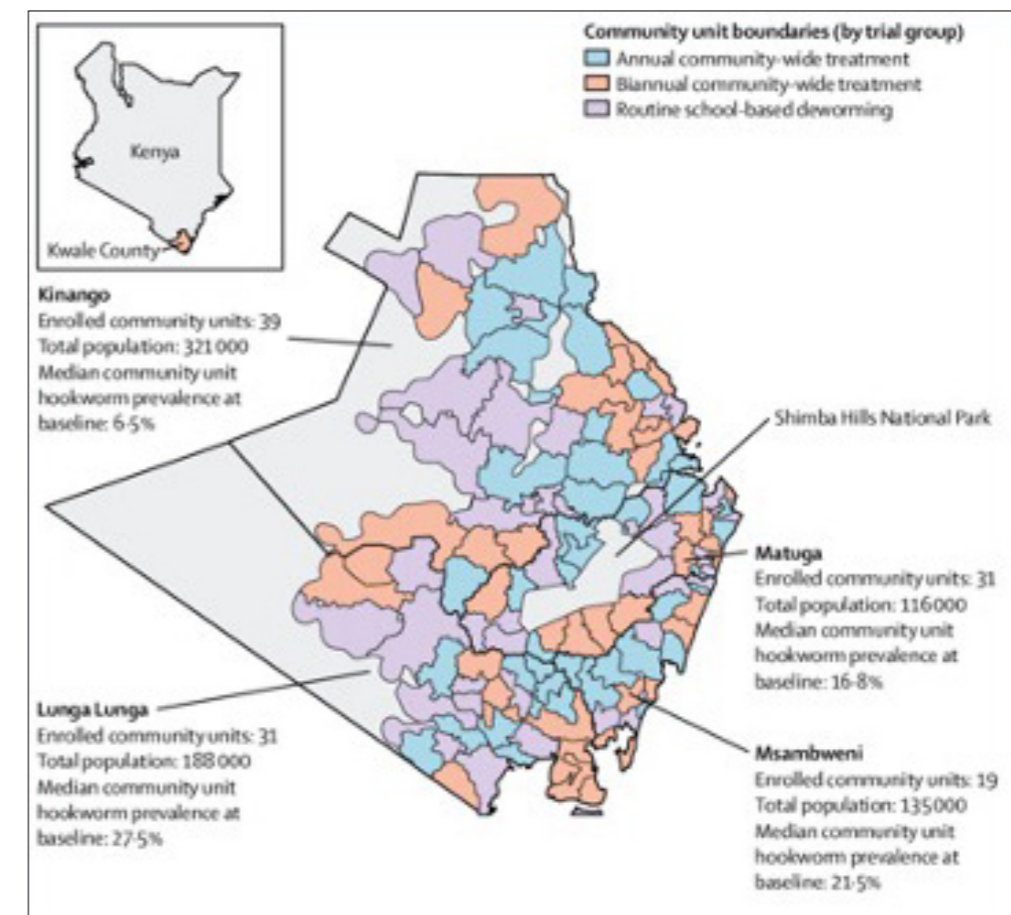 Community unit boundaries (by trial group)
Annual community-wide treatment
Biannual community-wide treatment
Routine school-based deworming
Kenya
Kwale County
Kinango
Enrolled community units: 39
Total population: 321 000
Median community unit
hookworm prevalence at
baseline: 6·5%
Shimba Hills National Park
Matuga
Enrolled community units: 31
Total population: 116 000
Median community unit
hookworm prevalence at
baseline: 16·8%
Lunga Lunga
Enrolled community units: 31
Total population: 188 000
Median community unit
hookworm prevalence at
baseline: 27·5%
Msambweni
Enrolled community units: 19
Total population: 135 000
Median community unit
hookworm prevalence at
baseline: 21·5%